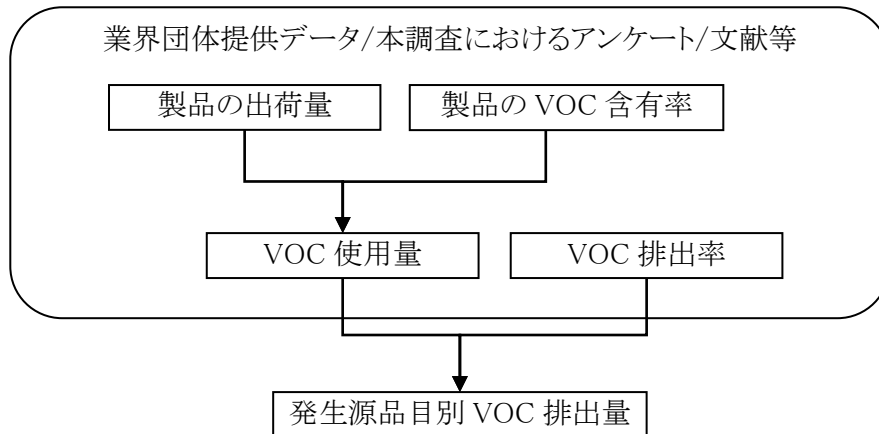 業界団体提供データ/本調査におけるアンケート/文献等
製品の出荷量
製品の VOC 含有率
VOC 使用量
VOC 排出率
発生源品目別 VOC 排出量